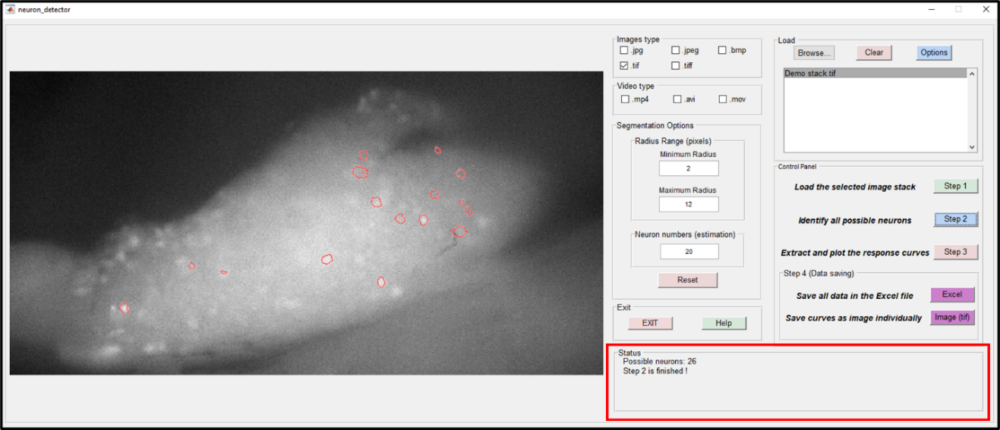 neuron_detector
Images type
.jpg
.jpeg
.bmp
.tif
.tiff
Video type
.mp4
.avi
.mov
Segmentation Options
Radius Range (pixels)
Minimum Radius
2
Maximum Radius
12
Neuron numbers (estimation)
20
Reset
Exit
EXIT
Help
Load
Browse...
Clear
Options
Demo stack.tif
Control Panel
Load the selected image stack
Step 1
Identify all possible neurons
Step 2
Extract and plot the response curves
Step 3
Step 4 (Data saving)
Save all data in the Excel file
Excel
Save curves as image individually
Image (tif)
Status
Possible neurons: 26
Step 2 is finished !